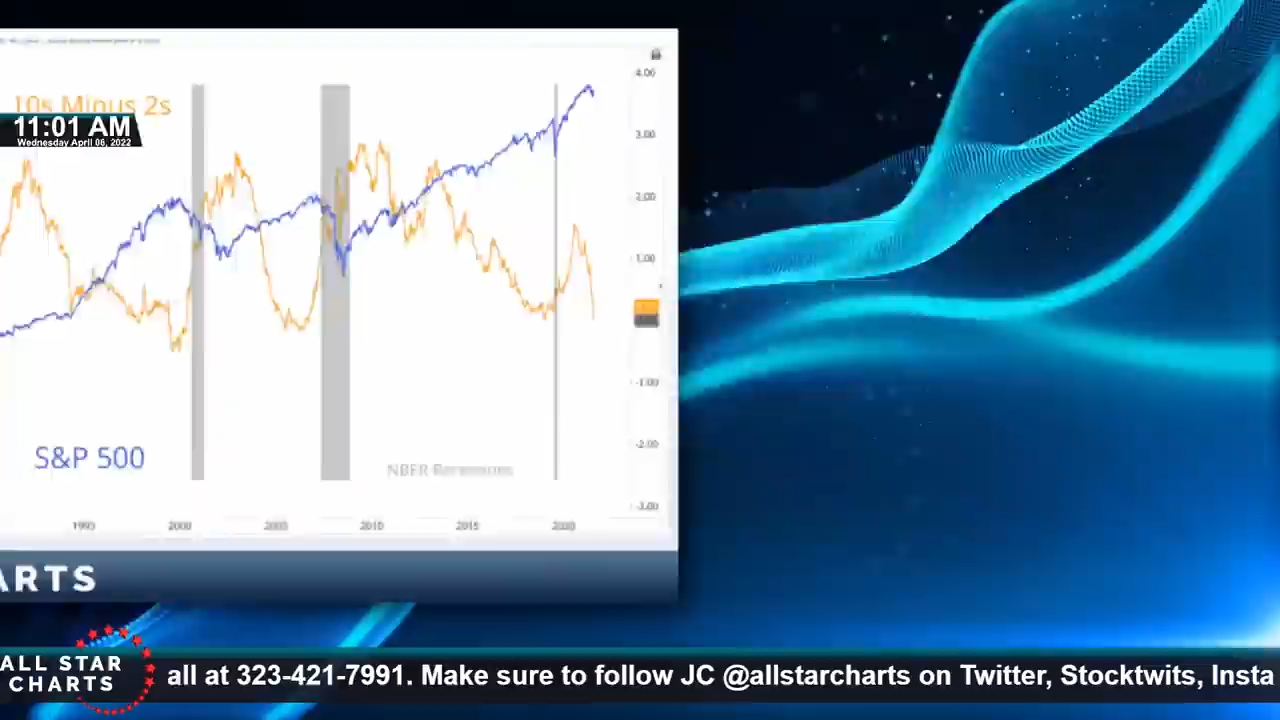 4.00
10s Minus 2s
11:01 AM
Wednesday April 06, 2022
3.00
2.00
1.00
-1.00
-2.00
S&P 500
NBER Recessions
-3.00
1995 2000 2005 2010 2015 2020
ARTS
ALL STAR
CHARTS
all at 323-421-7991. Make sure to follow JC @allstarcharts on Twitter, Stocktwits, Insta